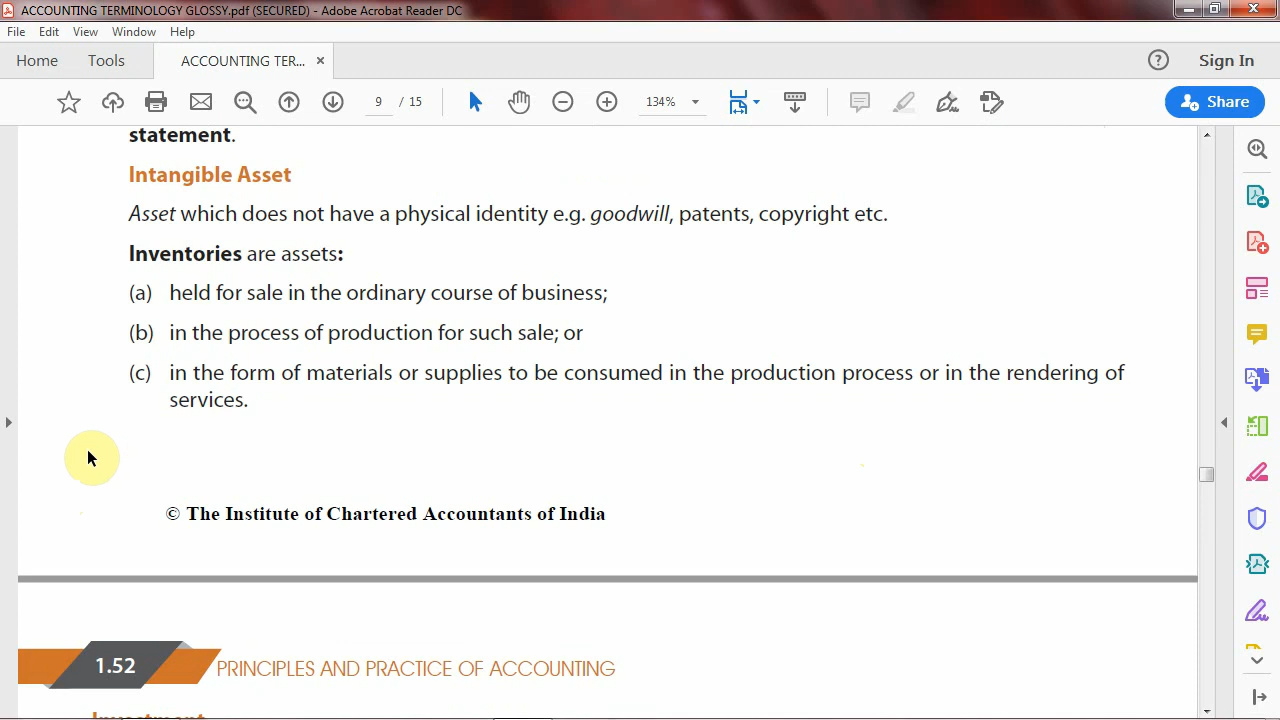 ACCOUNTING TERMINOLOGY GLOSSY.pdf (SECURED) - Adobe Acrobat Reader DC
File Edit View Window Help
Home Tools ACCOUNTING TER... × ? Sign In
9 / 15 134% Share
statement.
Intangible Asset
Asset which does not have a physical identity e.g. goodwill, patents, copyright etc.
Inventories are assets:
(a) held for sale in the ordinary course of business;
(b) in the process of production for such sale; or
(c) in the form of materials or supplies to be consumed in the production process or in the rendering of
services.
© The Institute of Chartered Accountants of India
1.52 PRINCIPLES AND PRACTICE OF ACCOUNTING
Investment